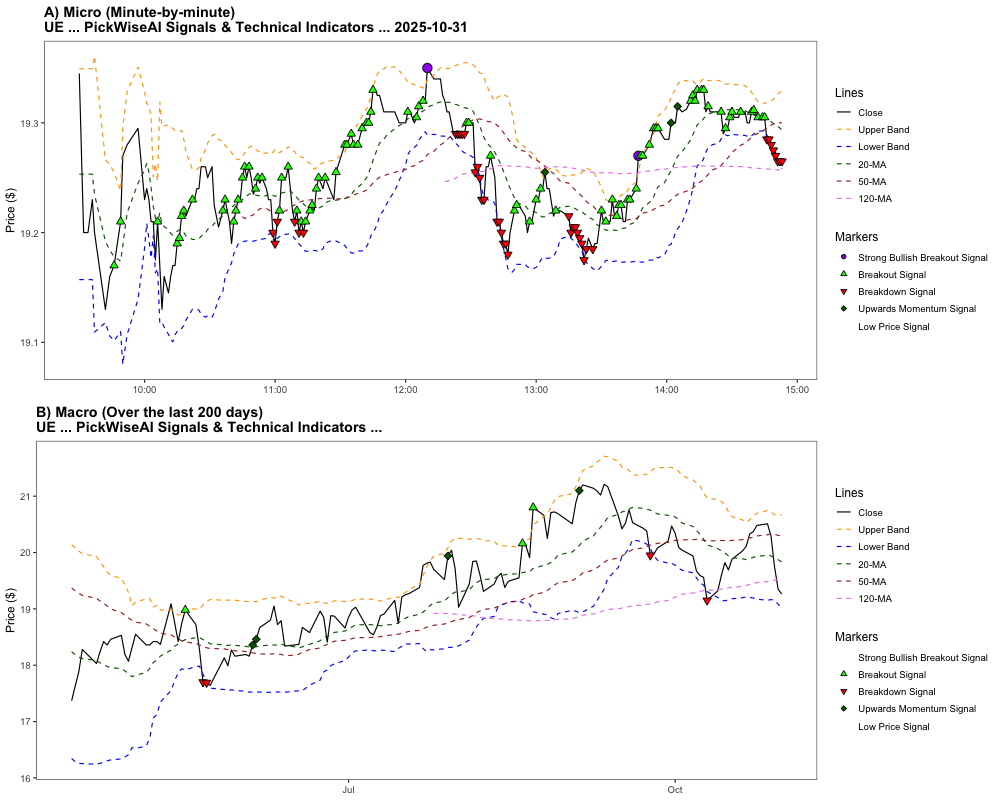 A) Micro (Minute-by-minute)
UE ... PickWiseAI Signals & Technical Indicators ... 2025-10-31
Price ($)
19.3
19.2
19.1
10:00
11:00
12:00
13:00
14:00
15:00
Lines
Close
Upper Band
Lower Band
20-MA
50-MA
120-MA
Markers
Strong Bullish Breakout Signal
Breakout Signal
Breakdown Signal
Upwards Momentum Signal
Low Price Signal
B) Macro (Over the last 200 days)
UE ... PickWiseAI Signals & Technical Indicators ...
Price ($)
21
20
19
18
17
16
Jul
Oct
Lines
Close
Upper Band
Lower Band
20-MA
50-MA
120-MA
Markers
Strong Bullish Breakout Signal
Breakout Signal
Breakdown Signal
Upwards Momentum Signal
Low Price Signal